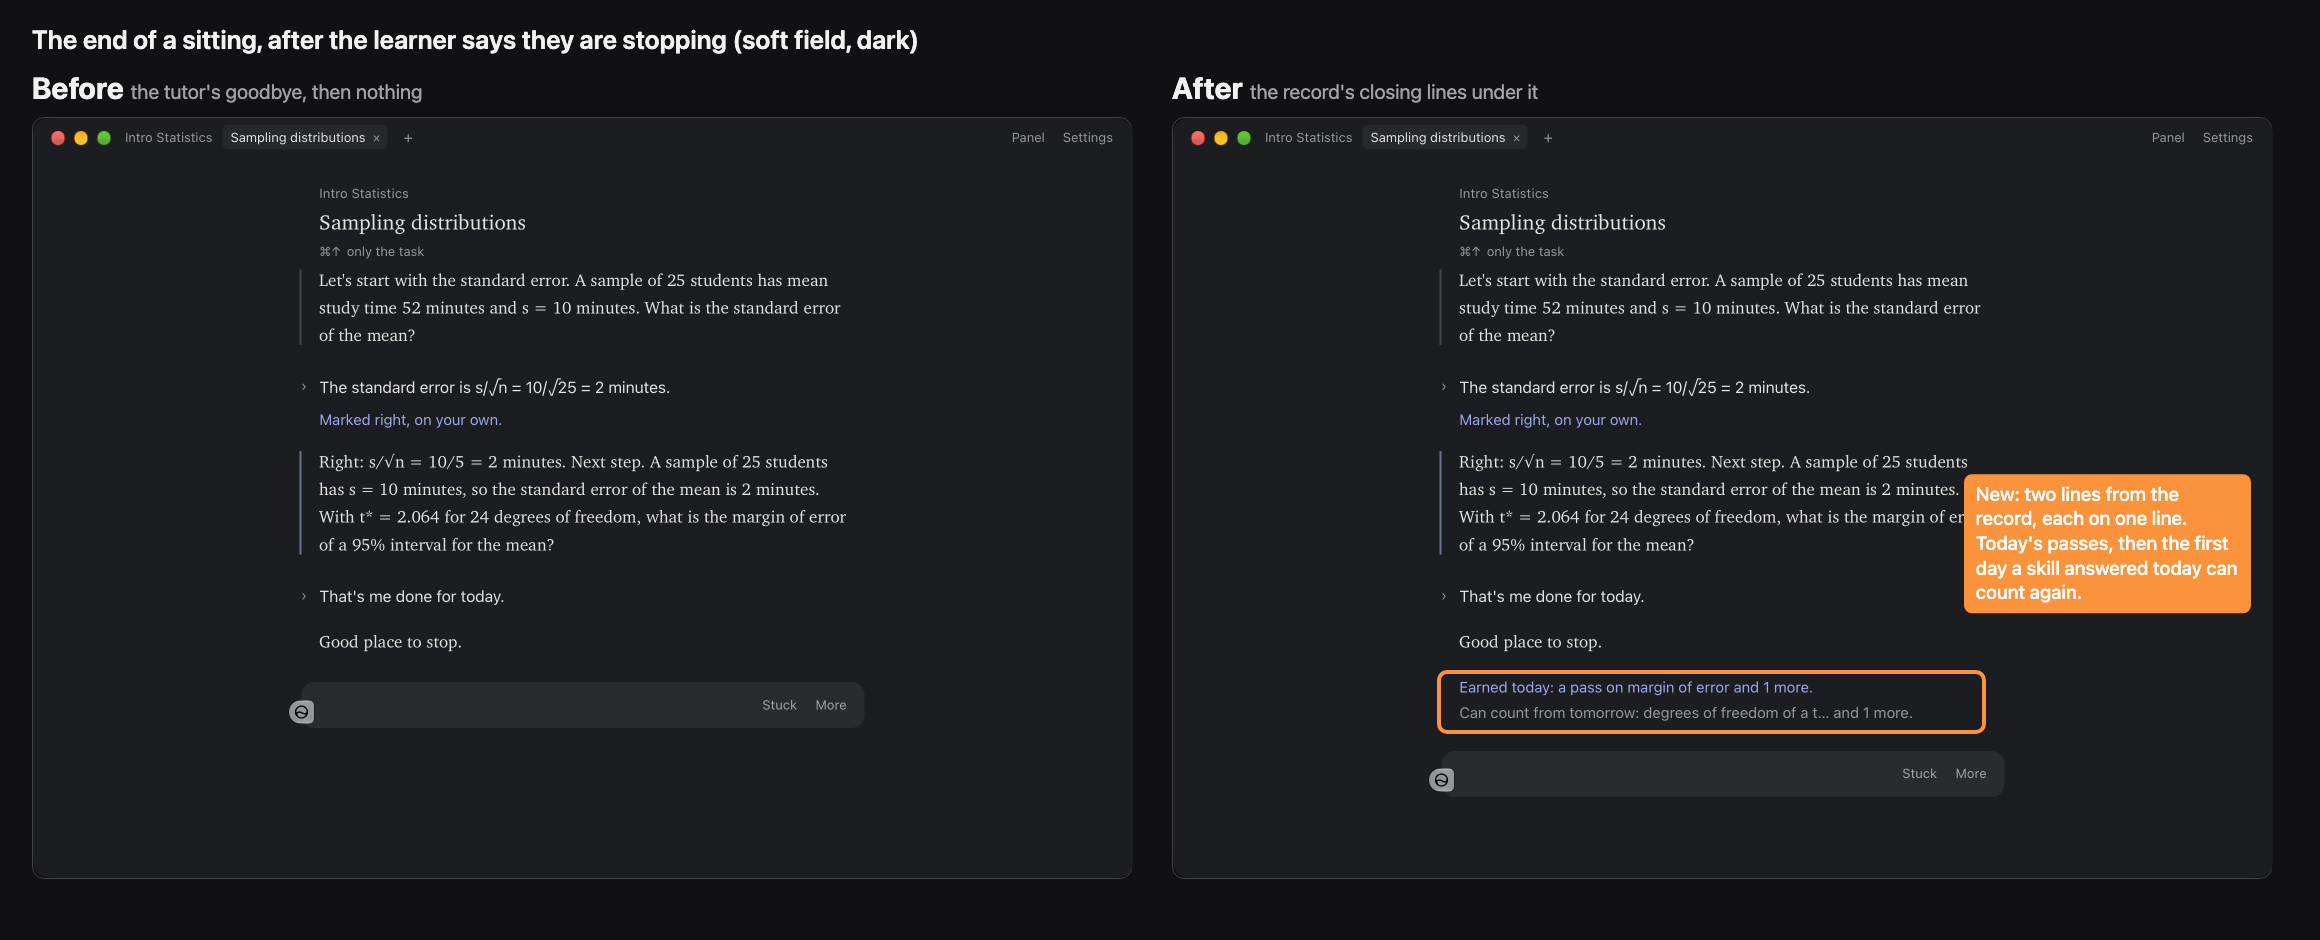 The end of a sitting, after the learner says they are stopping (soft field, dark)
Before the tutor's goodbye, then nothing
Intro Statistics Sampling distributions × +
Panel Settings
Intro Statistics
Sampling distributions
⌘↑ only the task
Let's start with the standard error. A sample of 25 students has mean
study time 52 minutes and s = 10 minutes. What is the standard error
of the mean?
› The standard error is s/√n = 10/√25 = 2 minutes.
Marked right, on your own.
Right: s/√n = 10/5 = 2 minutes. Next step. A sample of 25 students
has s = 10 minutes, so the standard error of the mean is 2 minutes.
With t* = 2.064 for 24 degrees of freedom, what is the margin of error
of a 95% interval for the mean?
› That's me done for today.
Good place to stop.
Stuck More
After the record's closing lines under it
Intro Statistics Sampling distributions × +
Panel Settings
Intro Statistics
Sampling distributions
⌘↑ only the task
Let's start with the standard error. A sample of 25 students has mean
study time 52 minutes and s = 10 minutes. What is the standard error
of the mean?
› The standard error is s/√n = 10/√25 = 2 minutes.
Marked right, on your own.
Right: s/√n = 10/5 = 2 minutes. Next step. A sample of 25 students
has s = 10 minutes, so the standard error of the mean is 2 minutes.
With t* = 2.064 for 24 degrees of freedom, what is the margin of er
of a 95% interval for the mean?
New: two lines from the
record, each on one line.
Today's passes, then the first
day a skill answered today can
count again.
› That's me done for today.
Good place to stop.
Earned today: a pass on margin of error and 1 more.
Can count from tomorrow: degrees of freedom of a t... and 1 more.
Stuck More